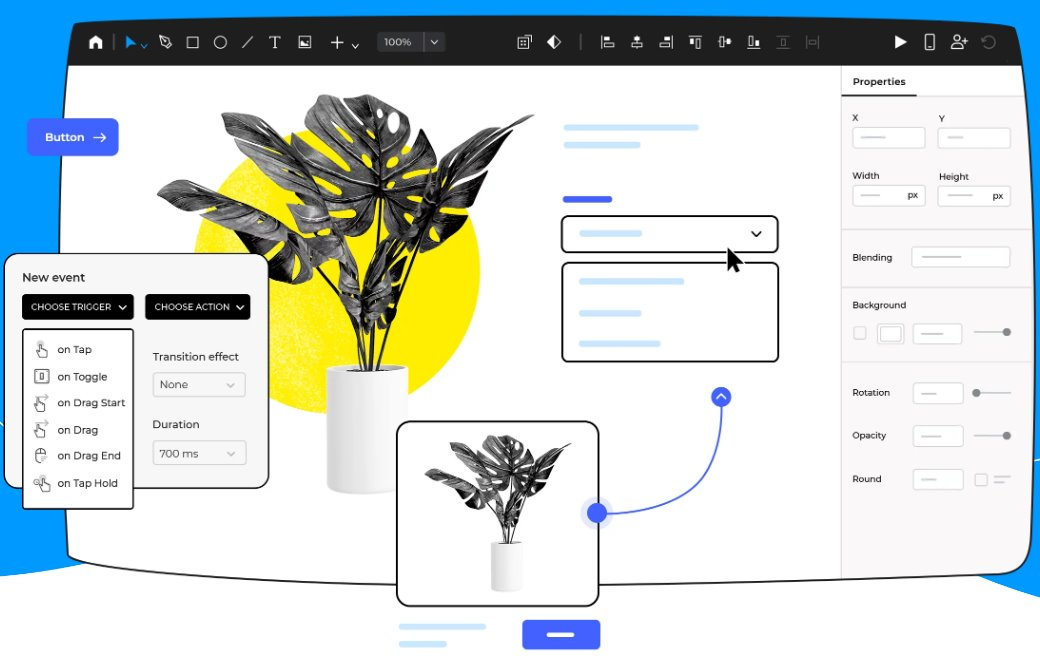 T
100%
Properties
X
Y
Button →
Width
Height
px
px
Blending
New event
CHOOSE TRIGGER
CHOOSE ACTION
Background
on Tap
Transition effect
on Toggle
None
on Drag Start
Rotation
on Drag
Duration
Opacity
on Drag End
700 ms
on Tap Hold
Round